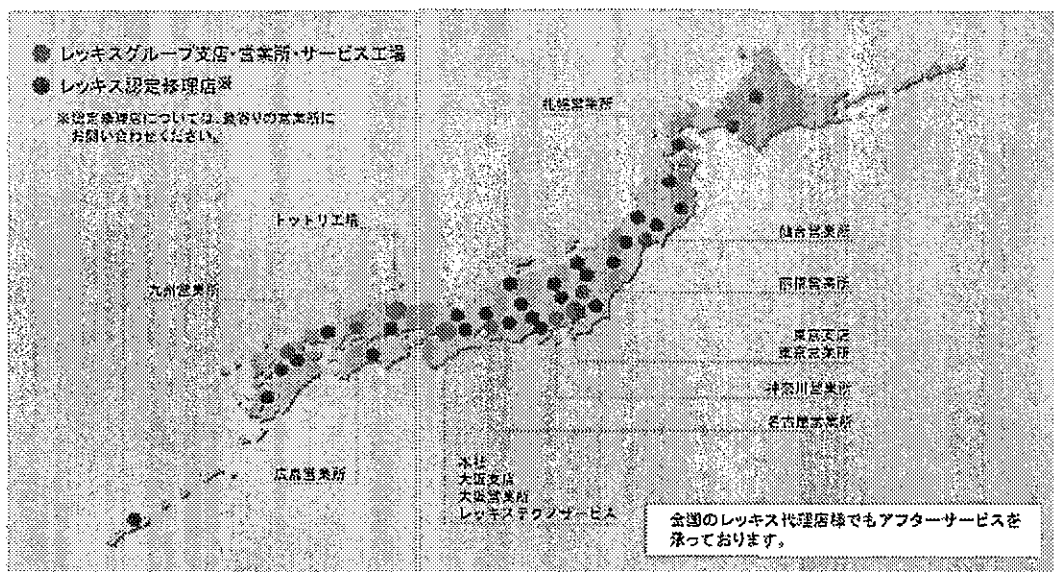 レッキスグループ支店・営業所・サービス工場
レッキス認定修理店※
※認定修理店については、最寄りの営業所に
お問い合わせください。
札幌営業所
トットリ工場
仙台営業所
九州営業所
前橋営業所
東京支店
東京営業所
神奈川営業所
名古屋営業所
広島営業所
本社
大阪支店
大阪営業所
レッキステクノサービス
全国のレッキス代理店様でもアフターサービスを
承っております。